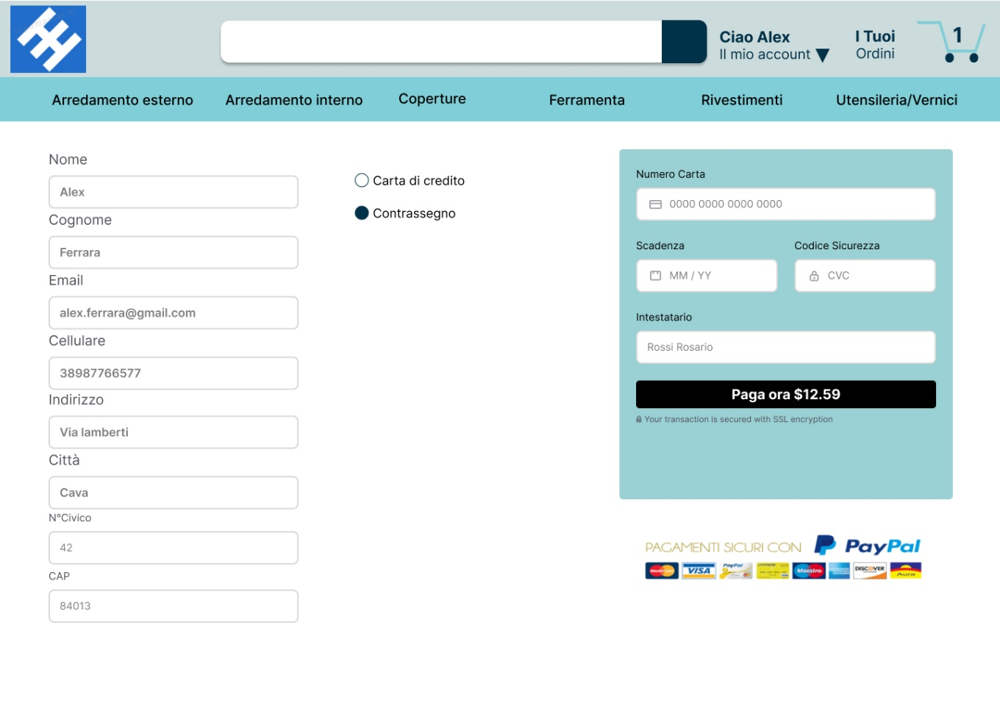 Ciao Alex
Il mio account
I Tuoi
Ordini
1
Arredamento esterno
Arredamento interno
Coperture
Ferramenta
Rivestimenti
Utensileria/Vernici
Nome
Alex
Cognome
Ferrara
Email
alex.ferrara@gmail.com
Cellulare
38987766577
Indirizzo
Via lamberti
Città
Cava
N°Civico
42
CAP
84013
Carta di credito
Contrassegno
Numero Carta
0000 0000 0000 0000
Scadenza
Codice Sicurezza
MM / YY
CVC
Intestatario
Rossi Rosario
Paga ora $12.59
Your transaction is secured with SSL encryption
PAGAMENTI SICURI CON PayPal
MasterCard VISA PayPal Maestro DISCOVER Aura